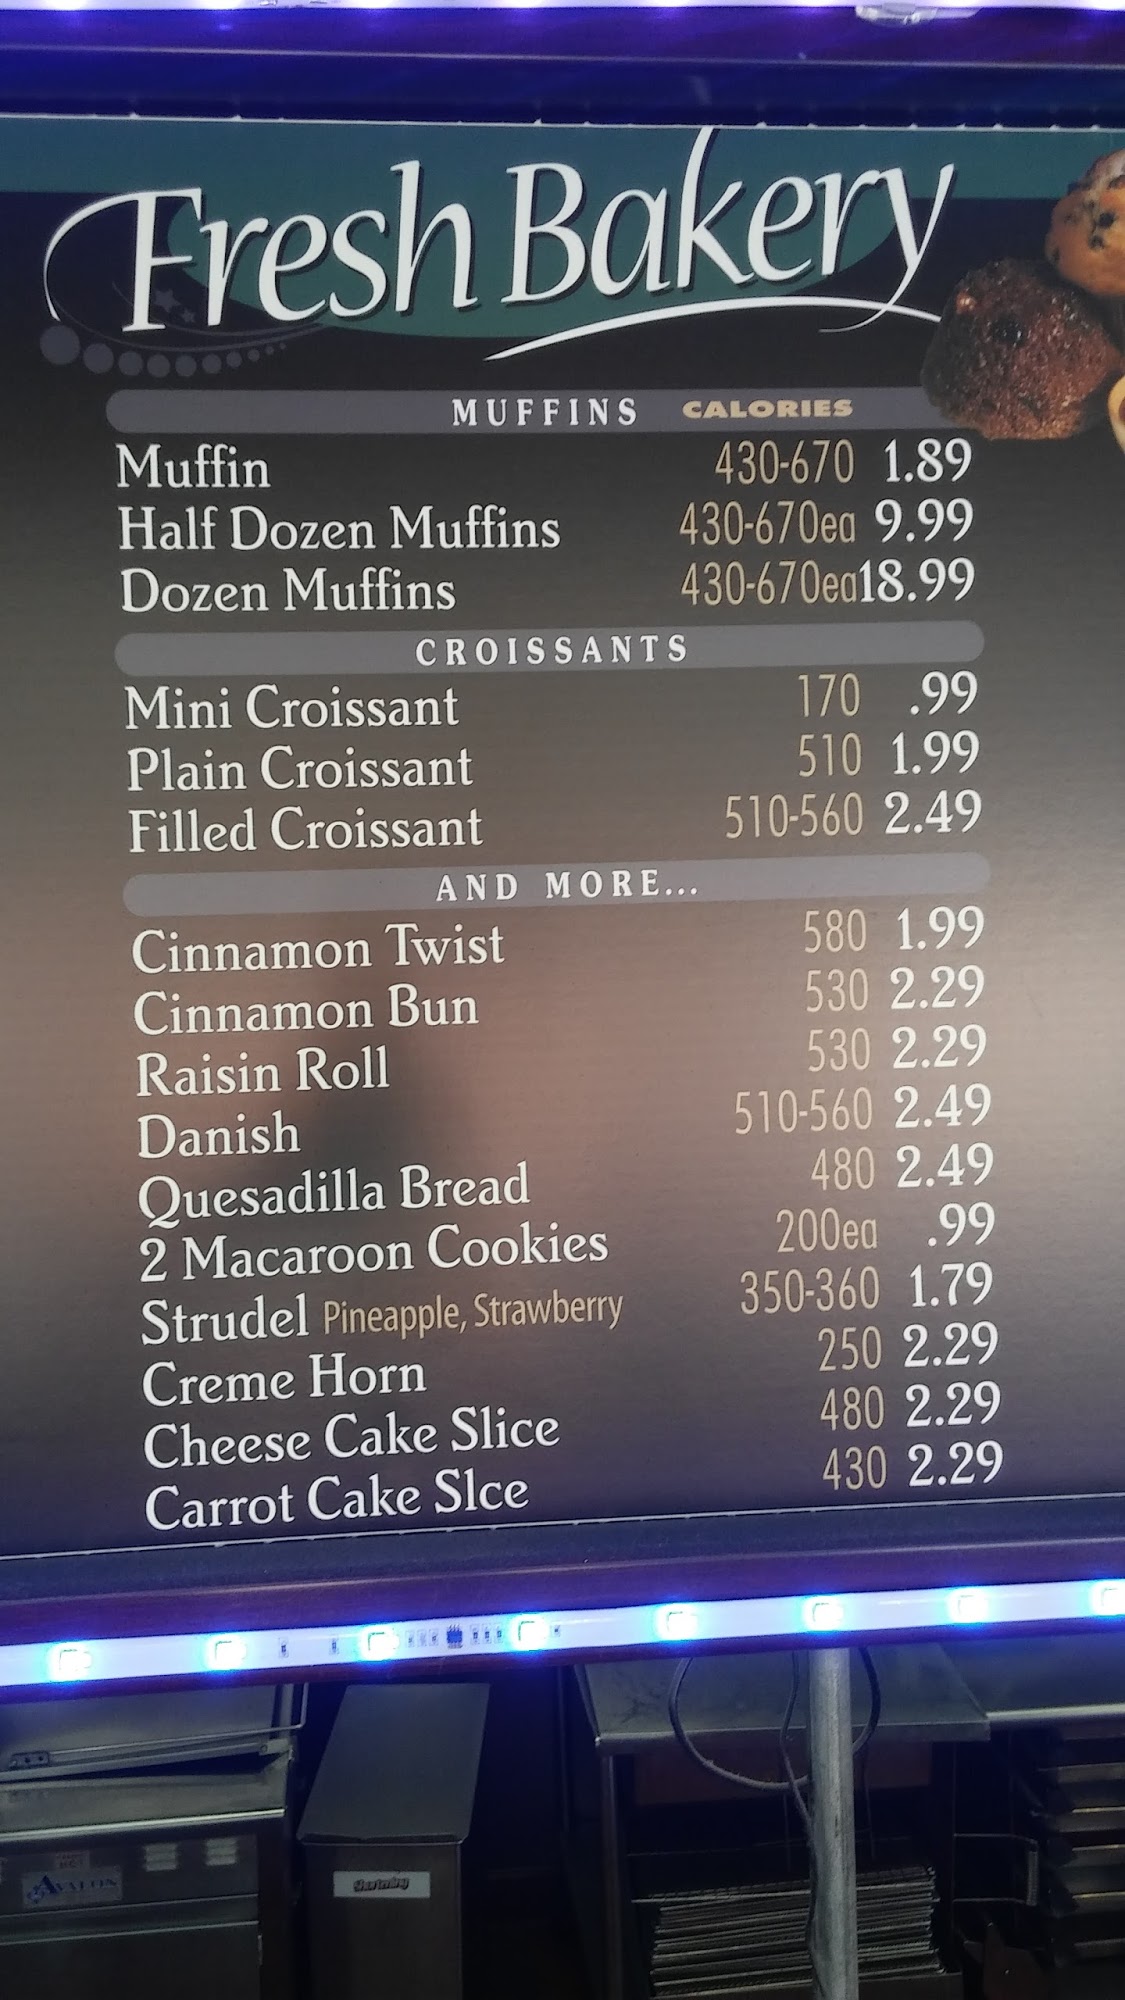 Fresh Bakery
MUFFINS CALORIES
Muffin 430-670 1.89
Half Dozen Muffins 430-670ea 9.99
Dozen Muffins 430-670ea 18.99
CROISSANTS
Mini Croissant 170 .99
Plain Croissant 510 1.99
Filled Croissant 510-560 2.49
AND MORE...
Cinnamon Twist 580 1.99
Cinnamon Bun 530 2.29
Raisin Roll 530 2.29
Danish 510-560 2.49
Quesadilla Bread 480 2.49
2 Macaroon Cookies 200ea .99
Strudel Pineapple, Strawberry 350-360 1.79
Creme Horn 250 2.29
Cheese Cake Slice 480 2.29
Carrot Cake Slce 430 2.29
AVALON
Shortening